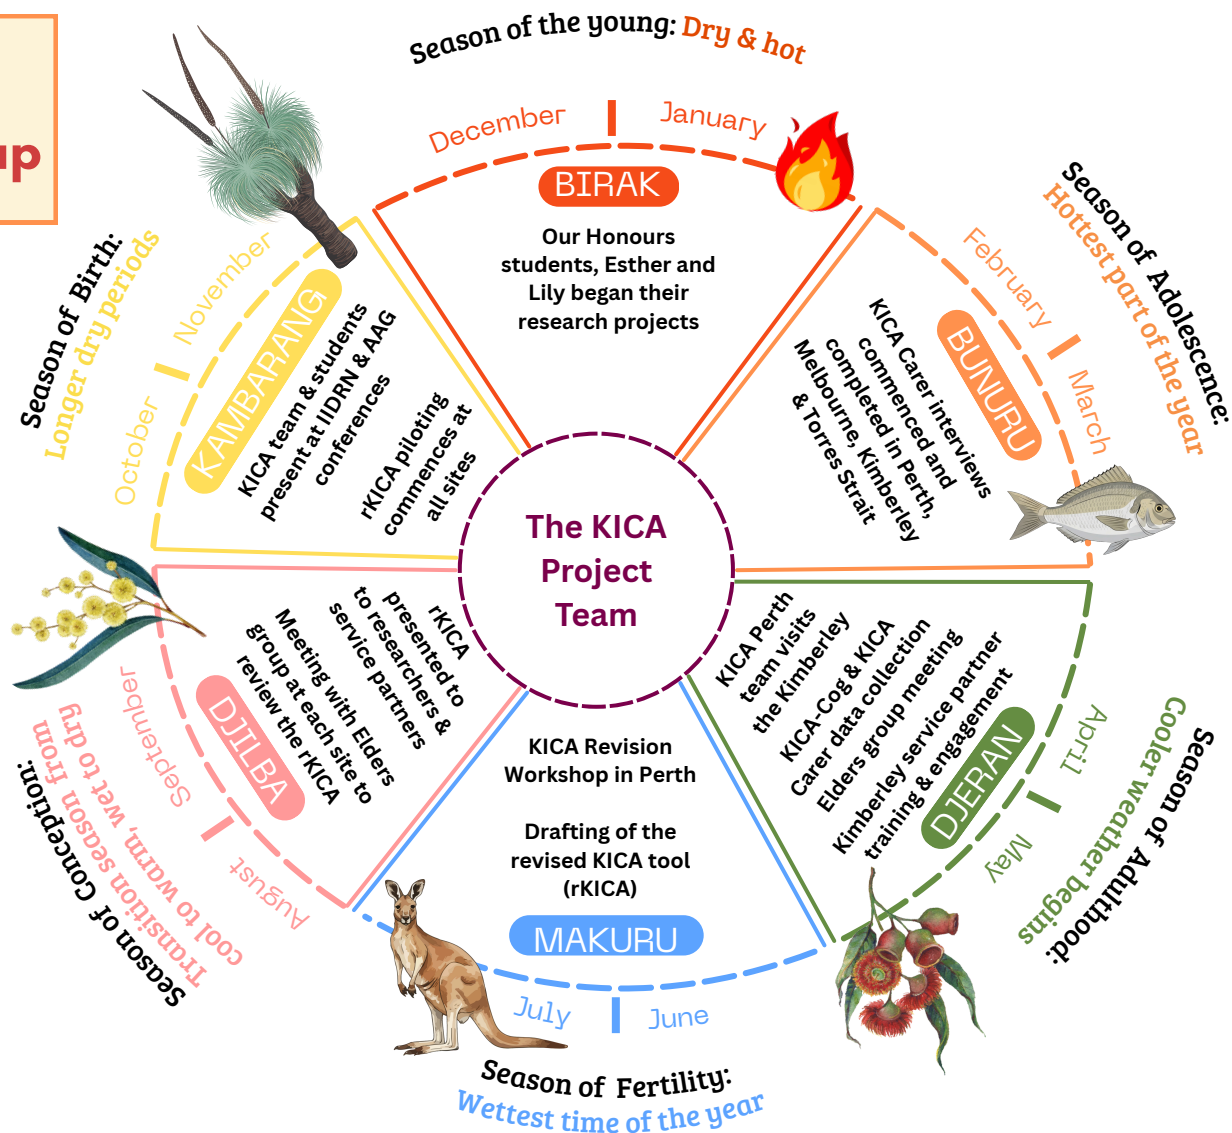 up
Season of the young: Dry & hot
December
January
BIRAK
Our Honours
students, Esther and
Lily began their
research projects
Season of Adolescence:
Hottest part of the year
February
March
BUNURU
KICA Carer interviews
commenced and
completed in Perth,
Melbourne, Kimberley
& Torres Strait
Season of Adulthood:
Cooler weather begins
April
May
DJERAN
KICA Perth
team visits
the Kimberley
KICA-Cog & KICA
Carer data collection
Elders group meeting
Kimberley service partner
training & engagement
KICA Revision
Workshop in Perth
Drafting of the
revised KICA tool
(rKICA)
MAKURU
July
June
Season of Fertility:
Wettest time of the year
rKICA
presented to
to researchers &
service partners
Meeting with Elders
group at each site to
review the rKICA
DJILBA
September
August
Season of Conception:
Transition season from
cool to warm, wet to dry
Season of Birth:
Longer dry periods
October
November
KAMBARANG
KICA team & students
present at IIDRN & AAG
conferences
rKICA piloting
commences at
all sites
The KICA
Project
Team